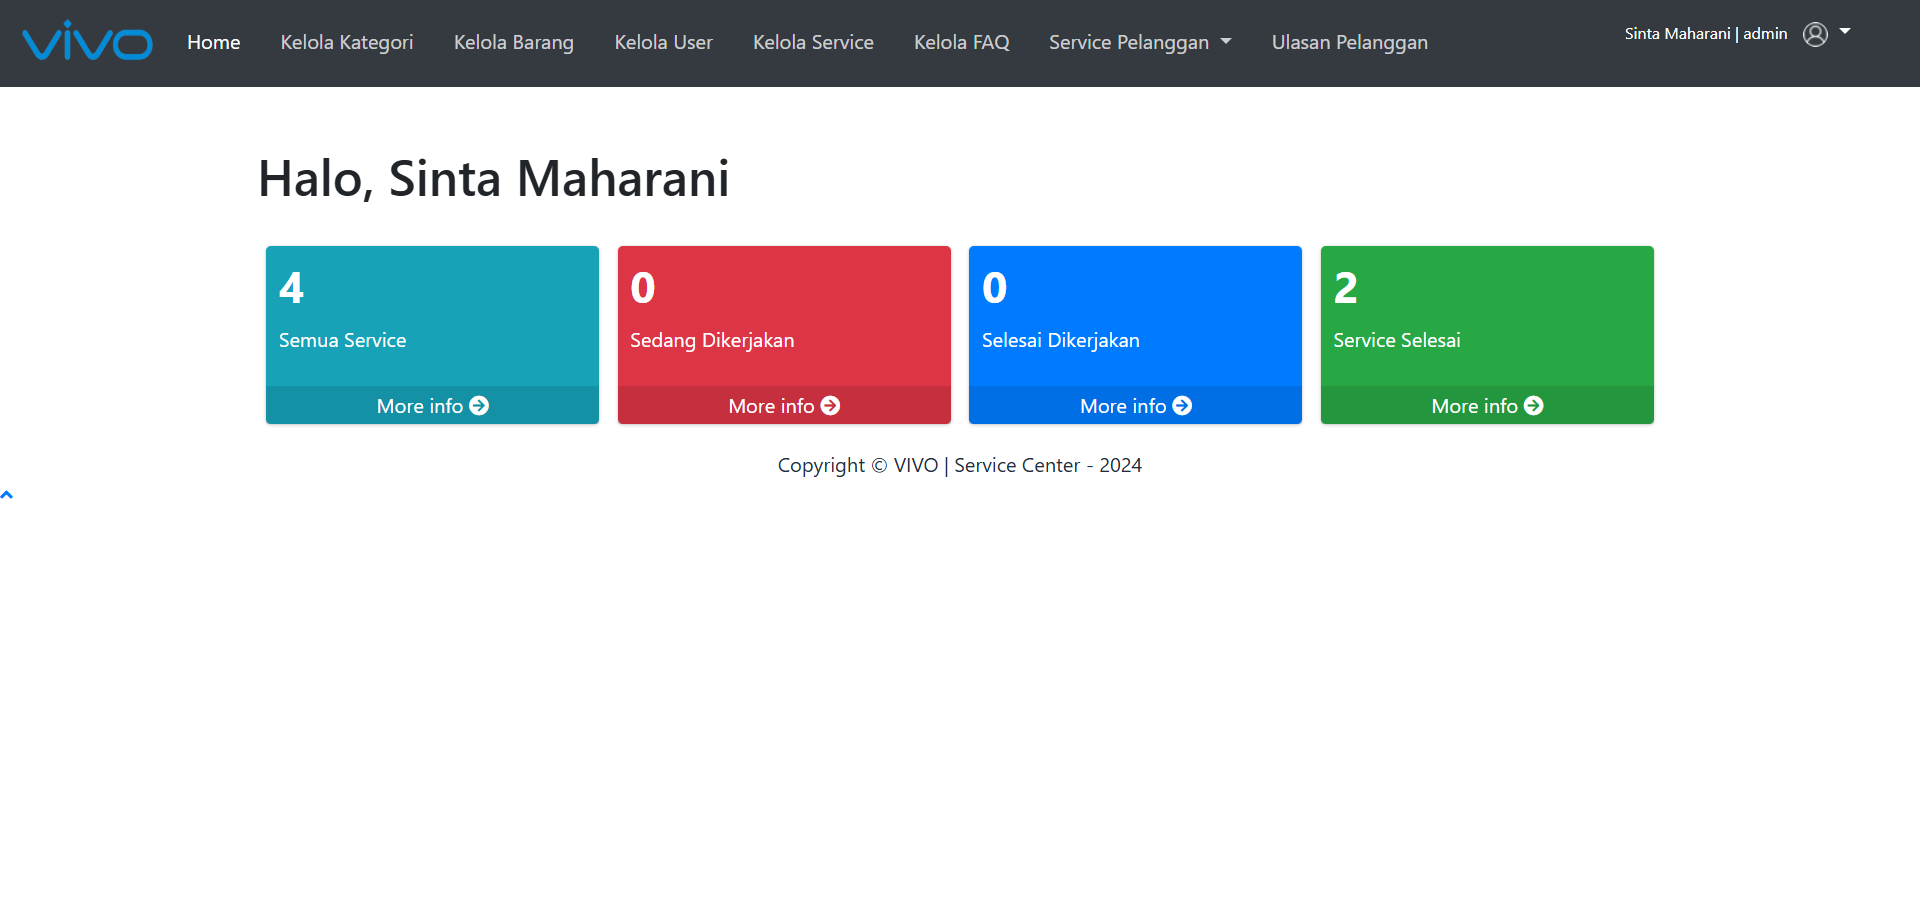 vivo Home Kelola Kategori Kelola Barang Kelola User Kelola Service Kelola FAQ Service Pelanggan Ulasan Pelanggan Sinta Maharani | admin
Halo, Sinta Maharani
4 0 0 2
Semua Service Sedang Dikerjakan Selesai Dikerjakan Service Selesai
More info More info More info More info
Copyright © VIVO | Service Center - 2024